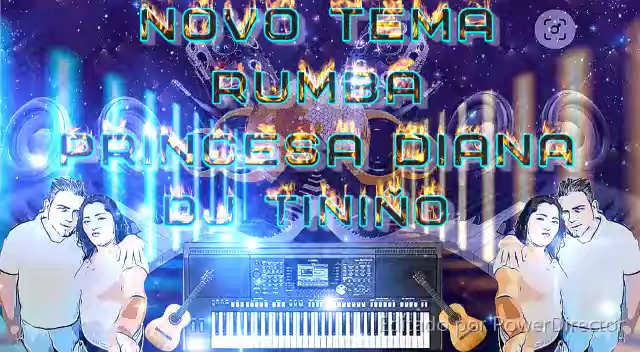 NOVO TEMA
RUMBA
PRINCESA DIANA
DJ TINIÑO
Editado por PowerDirector